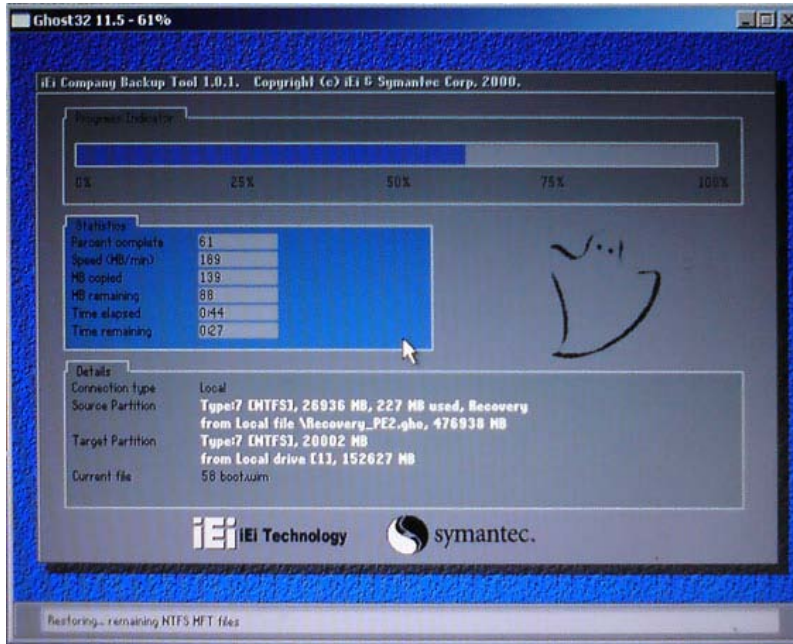 Ghost32 11.5 - 61%
iEi Company Backup Tool 1.0.1. Copyright (c) iEi & Symantec Corp. 2000.
Progress Indicator
0% 25% 50% 75% 100%
Statistics
Percent complete 61
Speed (MB/min) 189
MB copied 139
MB remaining 88
Time elapsed 0:44
Time remaining 0:27
Details
Connection type Local
Source Partition Type:7 [NTFS], 26936 MB, 227 MB used, Recovery
from Local file \Recovery_PE2.gho, 476938 MB
Target Partition Type:7 [NTFS], 20002 MB
from Local drive [1], 152627 MB
Current file 58 boot.wim
iEi iEi Technology symantec.
Restoring... remaining NTFS MFT files